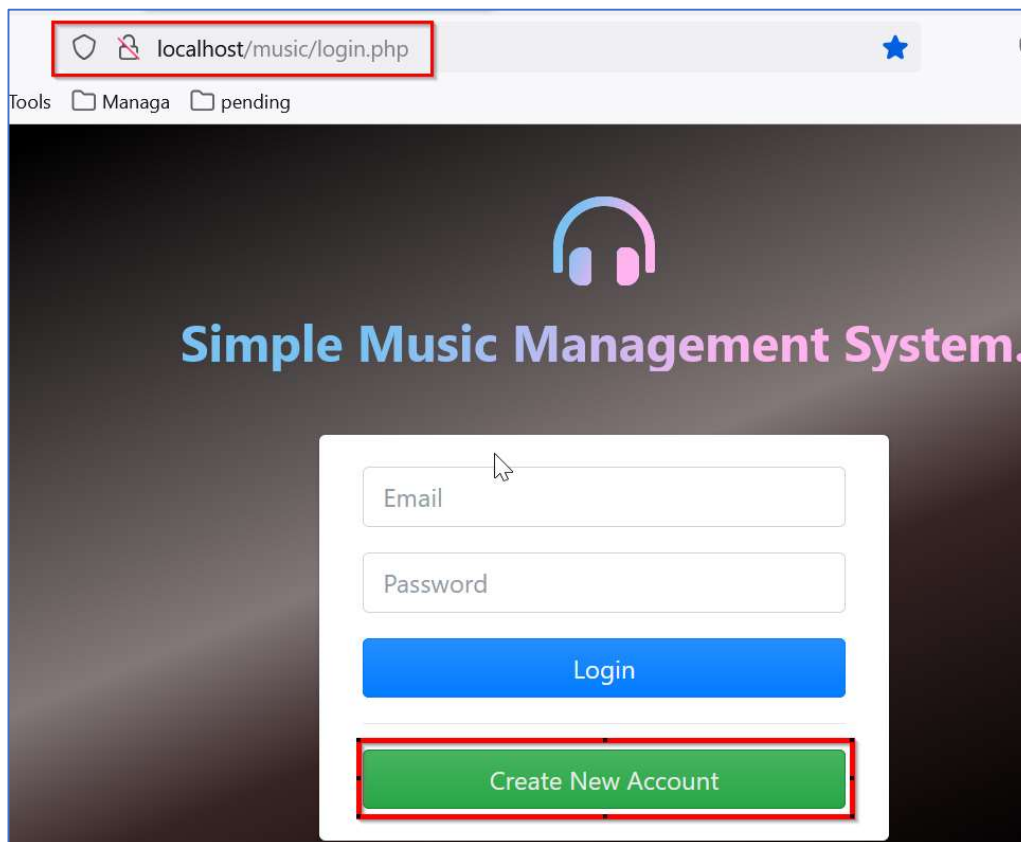 localhost/music/login.php
Tools Managa pending
Simple Music Management System.
Email
Password
Login
Create New Account